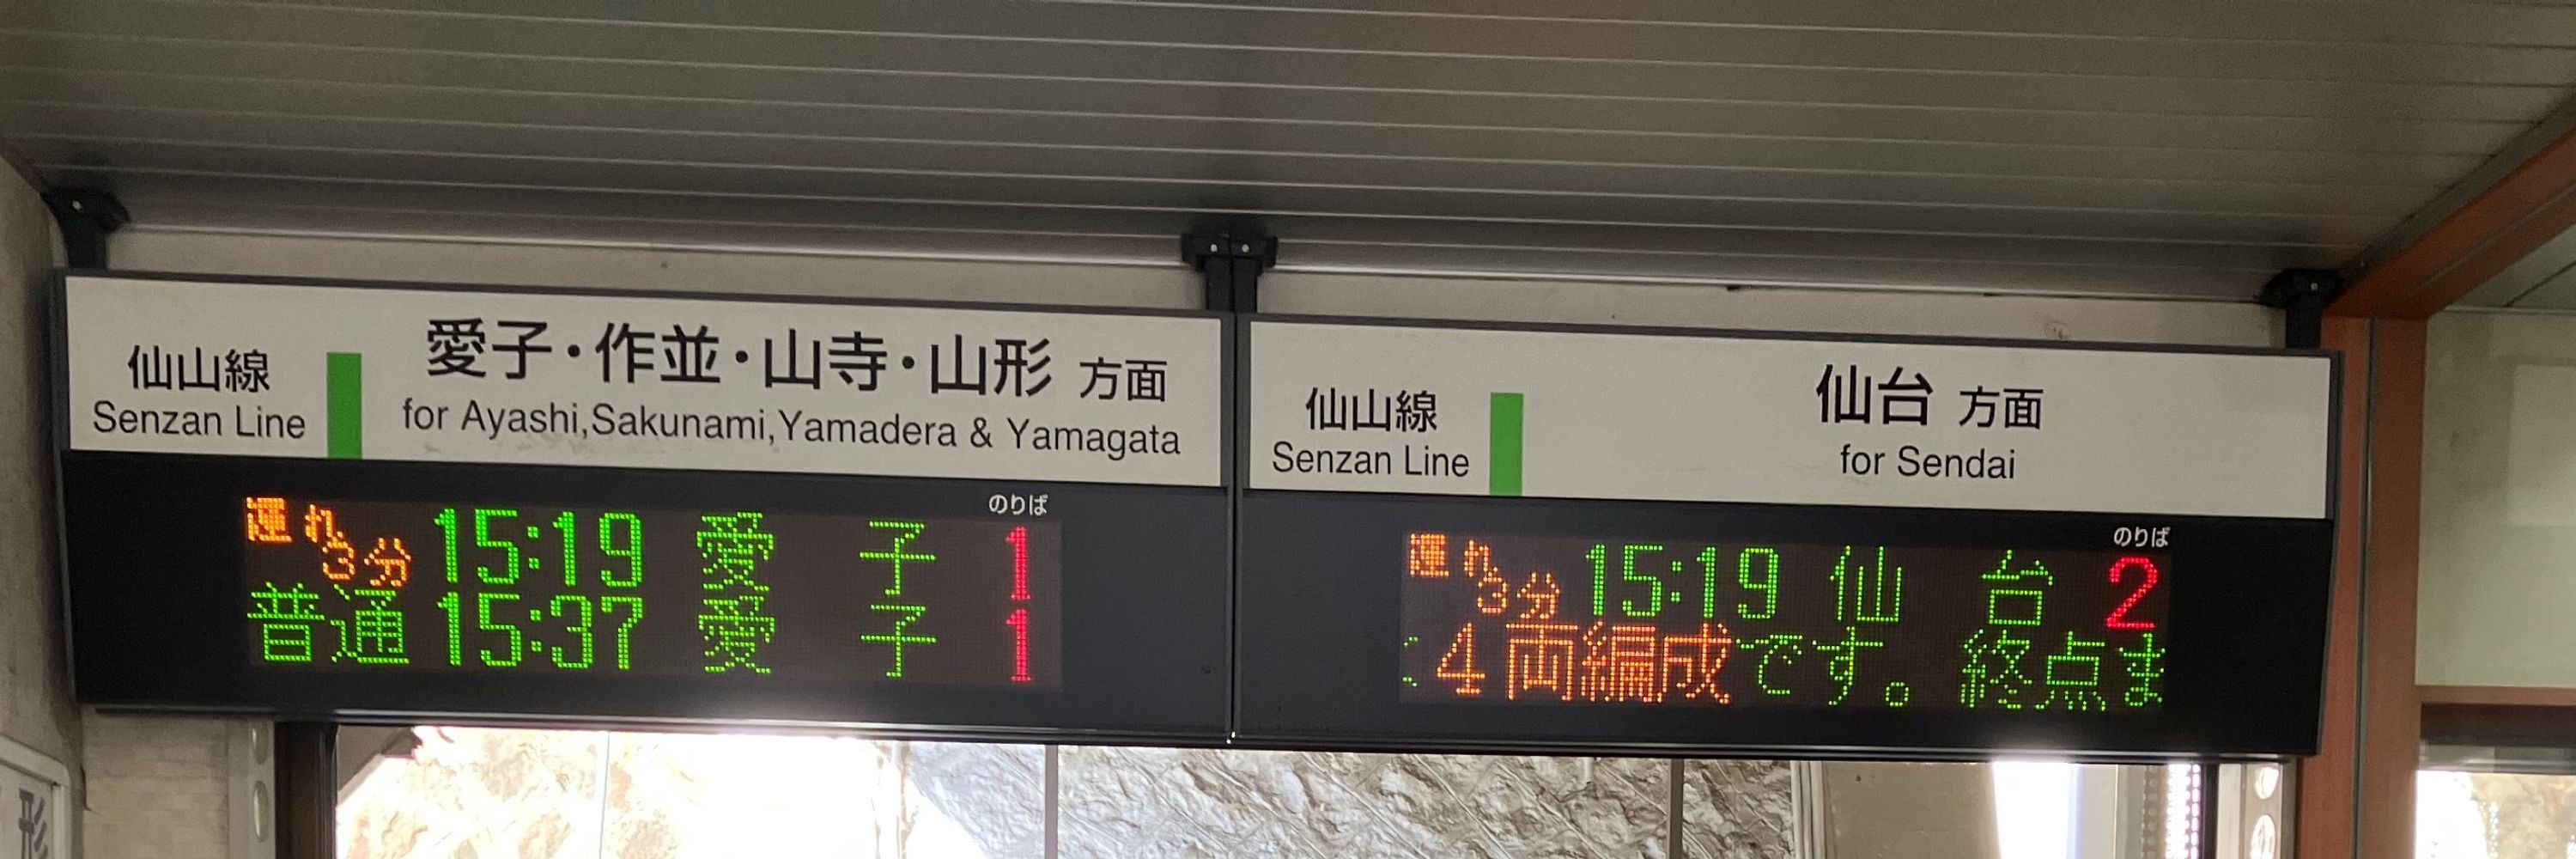 仙山線
Senzan Line
愛子・作並・山寺・山形 方面
for Ayashi,Sakunami,Yamadera & Yamagata
のりば
遅れ3分 15:19 愛子 1
普通 15:37 愛子 1
仙山線
Senzan Line
仙台 方面
for Sendai
のりば
遅れ3分 15:19 仙台 2
4両編成です。 終点ま
形